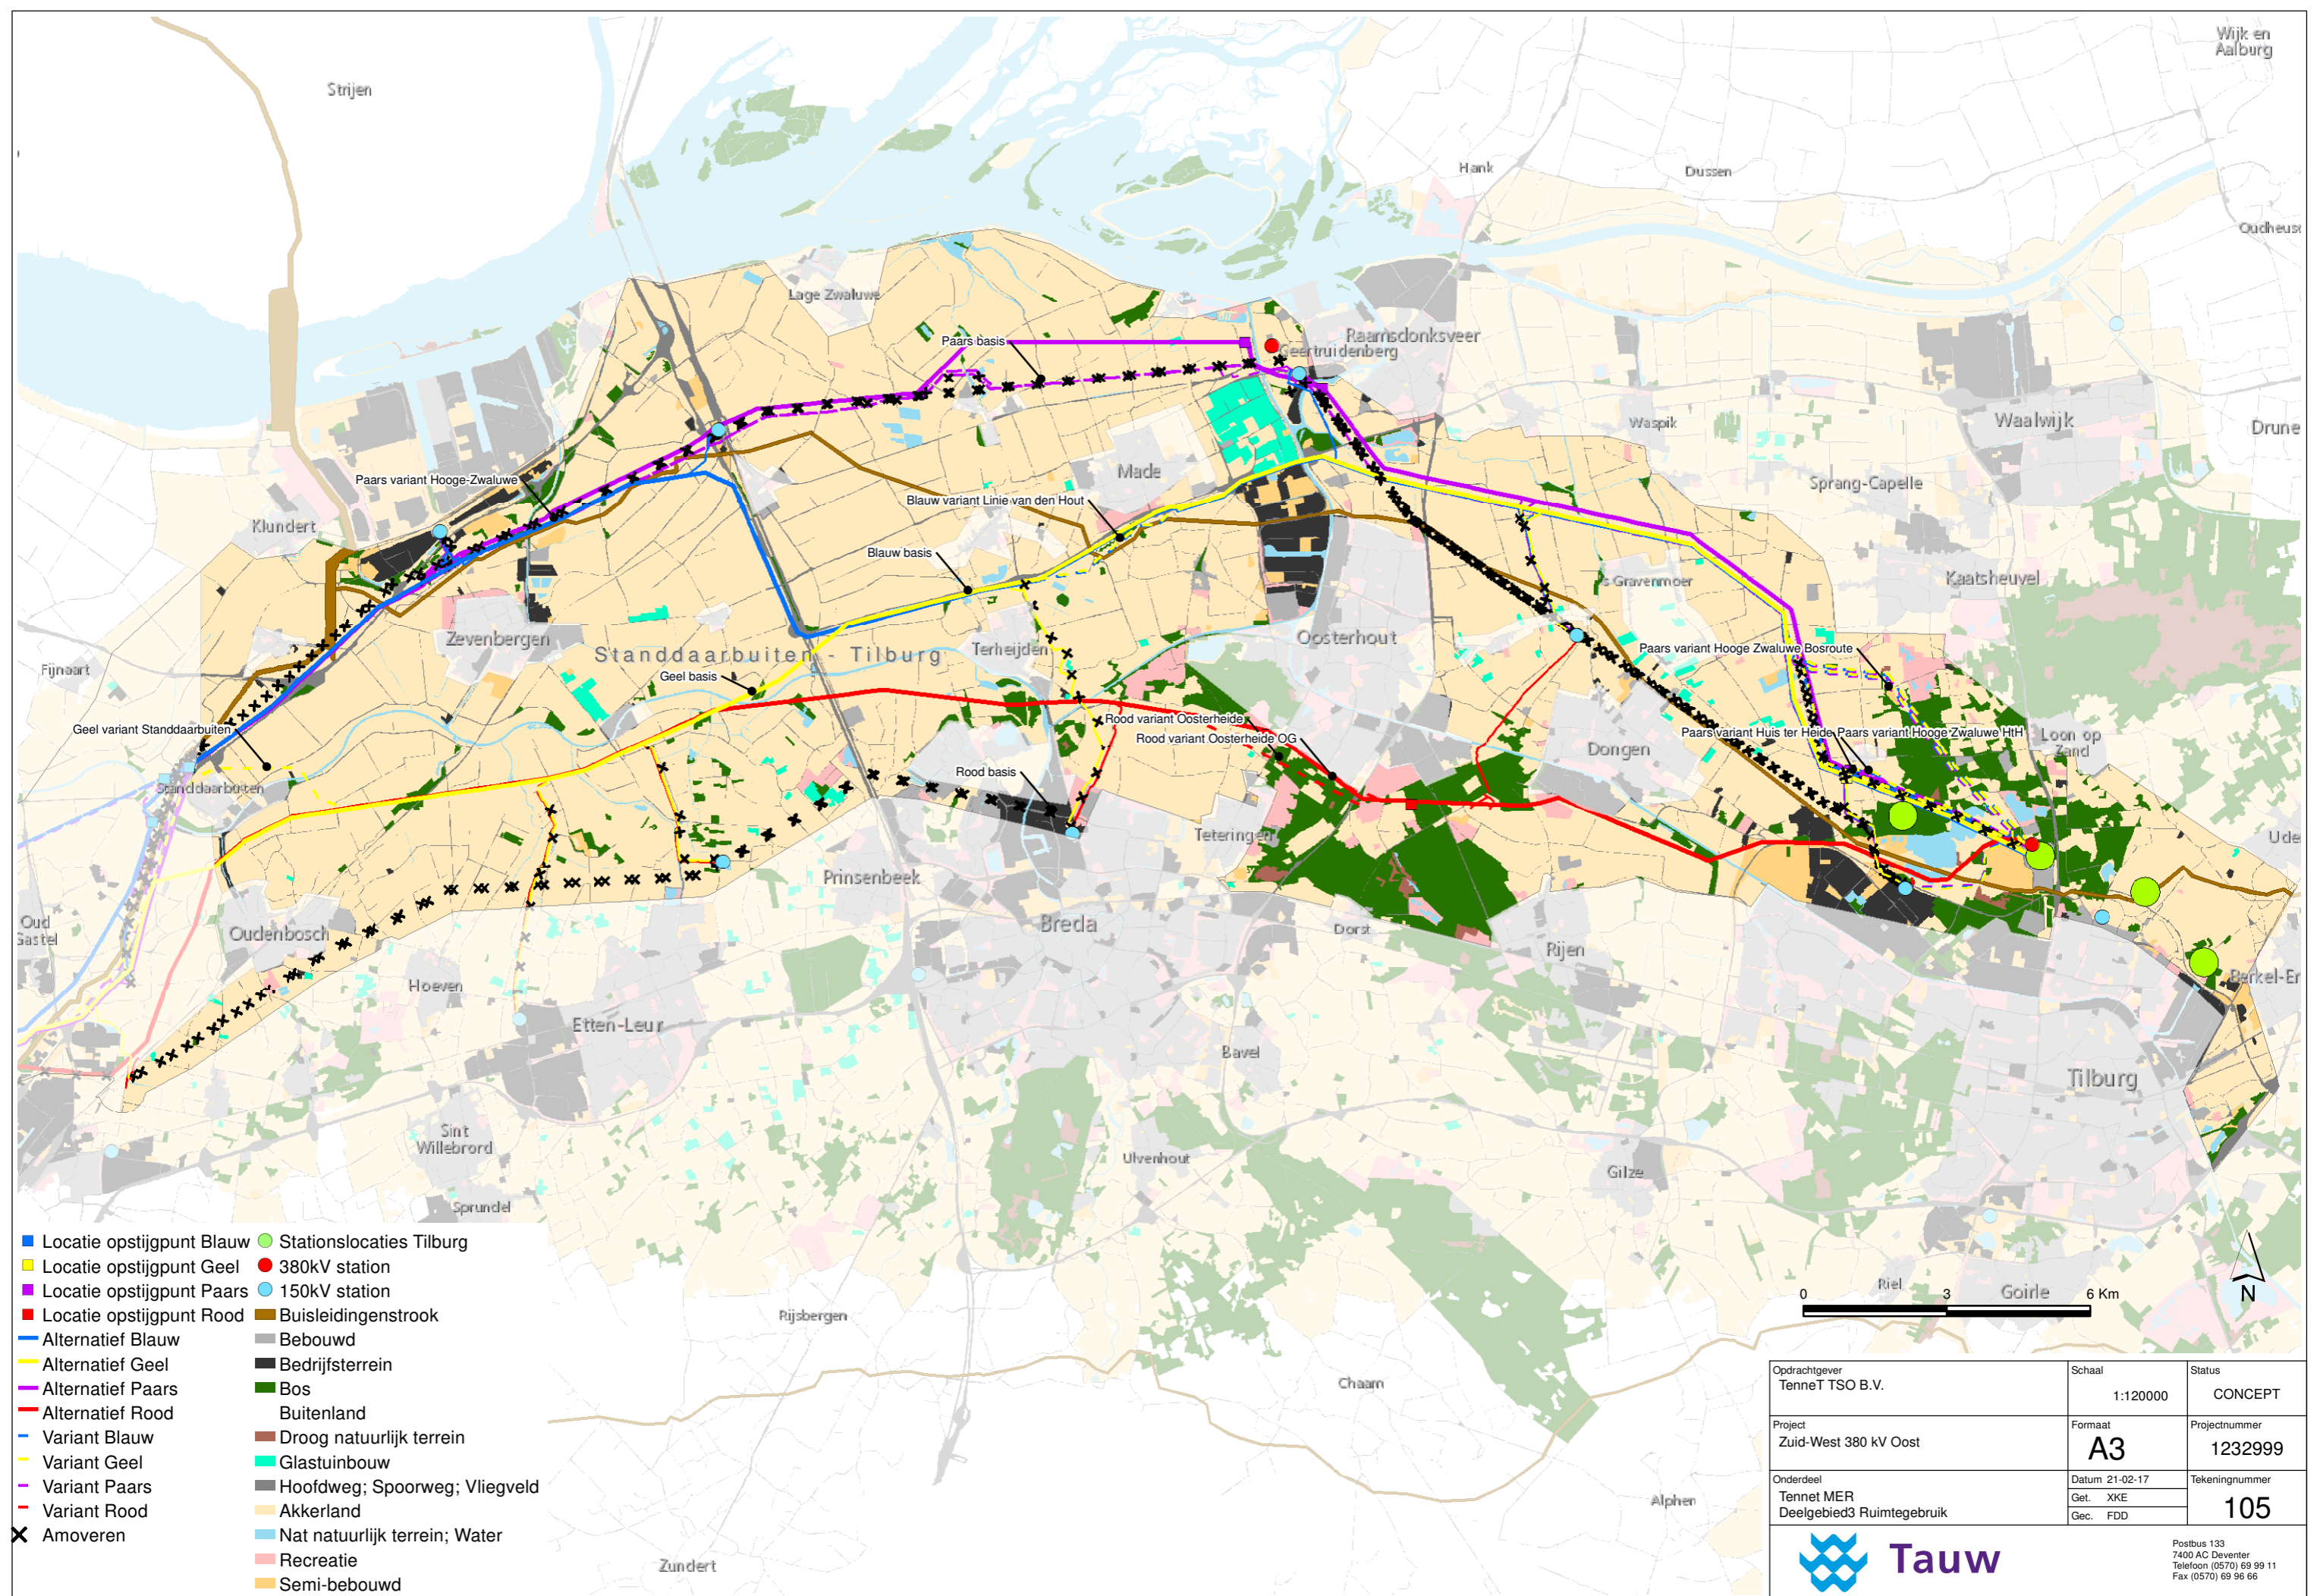 Wijk en
Aalburg
Strijen
Hank
Dussen
Lage Zwaluwe
Raamsdonksveer
Geertruidenberg
Paars basis
Waspik
Waalwijk
Made
Sprang-Capelle
Paars variant Hooge-Zwaluwe
Blauw variant Linie van den Hout
Klundert
Blauw basis
's Gravenmoer
Kaatsheuvel
Zevenbergen
Terheijden
Oosterhout
Standdaarbuiten - Tilburg
Fijnaart
Geel basis
Paars variant Hooge Zwaluwe Bosroute
Geel variant Standdaarbuiten
Rood variant Oosterheide
Rood variant Oosterheide OG
Dongen
Paars variant Huis ter Heide
Paars variant Hooge Zwaluwe HtH
Loon op
Zand
Standdaarbuiten
Rood basis
Teteringen
Prinsenbeek
Oud
Gastel
Oudenbosch
Breda
Dorst
Rijen
Hoeven
Etten-Leur
Bavel
Tilburg
Sint
Willebrord
Ulvenhout
Gilze
Sprundel
Riel
Goirle
Rijsbergen
Chaam
Alphen
Zundert
Locatie opstijgpunt Blauw
Locatie opstijgpunt Geel
Locatie opstijgpunt Paars
Locatie opstijgpunt Rood
Alternatief Blauw
Alternatief Geel
Alternatief Paars
Alternatief Rood
Variant Blauw
Variant Geel
Variant Paars
Variant Rood
Amoveren
Stationslocaties Tilburg
380kV station
150kV station
Buisleidingenstrook
Bebouwd
Bedrijfsterrein
Bos
Buitenland
Droog natuurlijk terrein
Glastuinbouw
Hoofdweg; Spoorweg; Vliegveld
Akkerland
Nat natuurlijk terrein; Water
Recreatie
Semi-bebouwd
0 3 6 Km
N
Opdrachtgever
TenneT TSO B.V.
Schaal
1:120000
Status
CONCEPT
Project
Zuid-West 380 kV Oost
Formaat
A3
Projectnummer
1232999
Onderdeel
Tennet MER
Deelgebied3 Ruimtegebruik
Datum 21-02-17
Get. XKE
Gec. FDD
Tekeningnummer
105
Tauw
Postbus 133
7400 AC Deventer
Telefoon (0570) 69 99 11
Fax (0570) 69 96 66